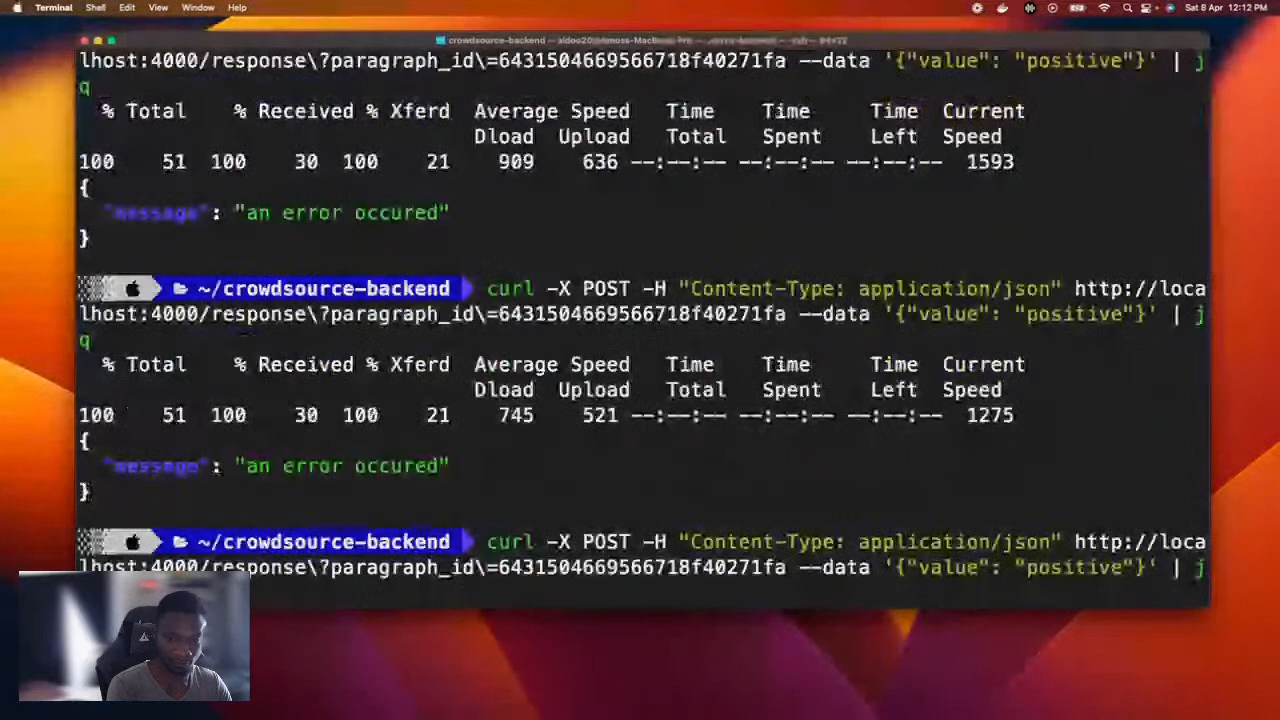 Terminal Shell Edit View Window Help Sat 8 Apr 12:12 PM
lhost:4000/response\?paragraph_id\=6431504669566718f40271fa --data '{"value": "positive"}' | j
q
% Total % Received % Xferd Average Speed Time Time Time Current
Dload Upload Total Spent Left Speed
100 51 100 30 100 21 909 636 --:--:-- --:--:-- --:--:-- 1593
{
"message": "an error occured"
}
~/crowdsource-backend curl -X POST -H "Content-Type: application/json" http://loca
lhost:4000/response\?paragraph_id\=6431504669566718f40271fa --data '{"value": "positive"}' | j
q
% Total % Received % Xferd Average Speed Time Time Time Current
Dload Upload Total Spent Left Speed
100 51 100 30 100 21 745 521 --:--:-- --:--:-- --:--:-- 1275
{
"message": "an error occured"
}
~/crowdsource-backend curl -X POST -H "Content-Type: application/json" http://loca
lhost:4000/response\?paragraph_id\=6431504669566718f40271fa --data '{"value": "positive"}' | j